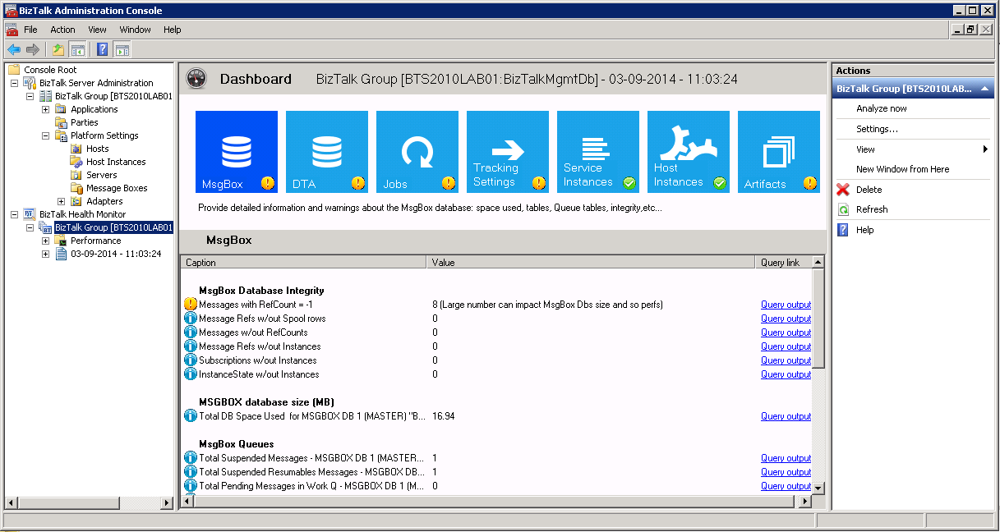 BizTalk Administration Console
File Action View Window Help
Console Root
BizTalk Server Administration
BizTalk Group [BTS2010LAB01
Applications
Parties
Platform Settings
Hosts
Host Instances
Servers
Message Boxes
Adapters
BizTalk Health Monitor
BizTalk Group [BTS2010LAB01
Performance
03-09-2014 - 11:03:24
Dashboard BizTalk Group [BTS2010LAB01:BizTalkMgmtDb] - 03-09-2014 - 11:03:24
MsgBox
DTA
Jobs
Tracking
Settings
Service
Instances
Host
Instances
Artifacts
Provide detailed information and warnings about the MsgBox database: space used, tables, Queue tables, integrity,etc...
MsgBox
Caption Value Query link
MsgBox Database Integrity
Messages with RefCount = -1 8 (Large number can impact MsgBox Dbs size and so perfs) Query output
Message Refs w/out Spool rows 0 Query output
Messages w/out RefCounts 0 Query output
Message Refs w/out Instances 0 Query output
Subscriptions w/out Instances 0 Query output
InstanceState w/out Instances 0 Query output
MSGBOX database size (MB)
Total DB Space Used for MSGBOX DB 1 (MASTER) "B... 16.94 Query output
MsgBox Queues
Total Suspended Messages - MSGBOX DB 1 (MASTER... 1 Query output
Total Suspended Resumables Messages - MSGBOX DB... 1 Query output
Total Pending Messages in Work Q - MSGBOX DB 1 (M... 0 Query output
Actions
BizTalk Group [BTS2010LAB...
Analyze now
Settings...
View
New Window from Here
Delete
Refresh
Help